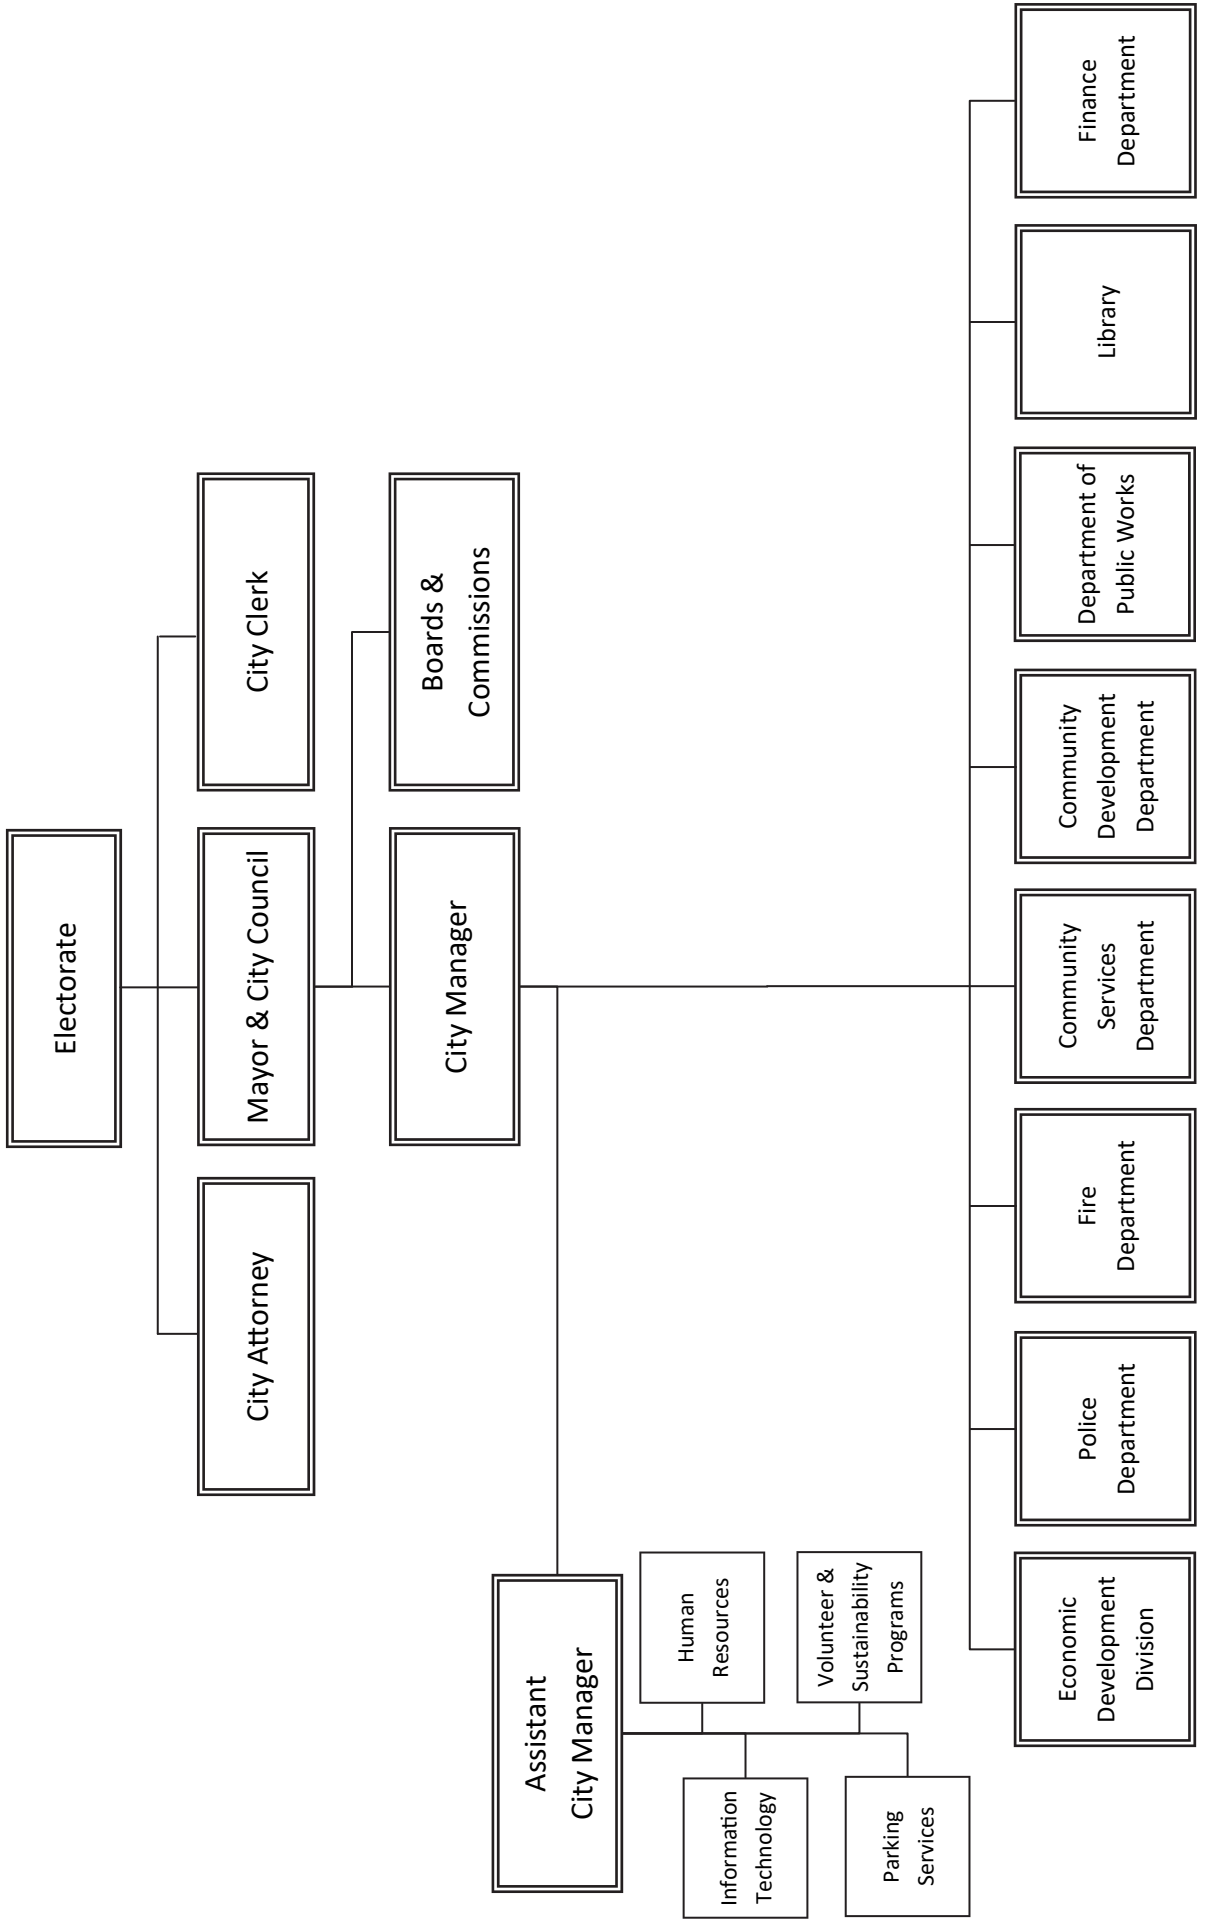 Electorate
City Attorney
Mayor & City Council
City Clerk
City Manager
Boards &
Commissions
Assistant
City Manager
Human
Resources
Information
Technology
Volunteer &
Sustainability
Programs
Parking
Services
Economic
Development
Division
Police
Department
Fire
Department
Community
Services
Department
Community
Development
Department
Department of
Public Works
Library
Finance
Department